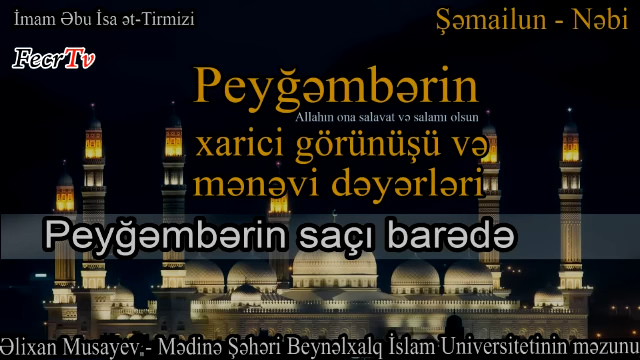 İmam Əbu İsa ət-Tirmizi
Şəmailun - Nəbi
FecrTv
Peyğəmbərin
Allahın ona salavat və salamı olsun
xarici görünüşü və
mənəvi dəyərləri
Peyğəmbərin saçı barədə
Əlixan Musayev - Mədinə Şəhəri Beynəlxalq İslam Universitetinin məzunu